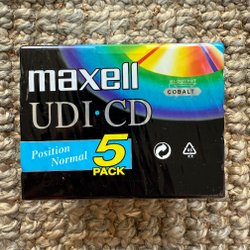 maxell
COBALT
UDI·CD
Position
Normal
5
PACK